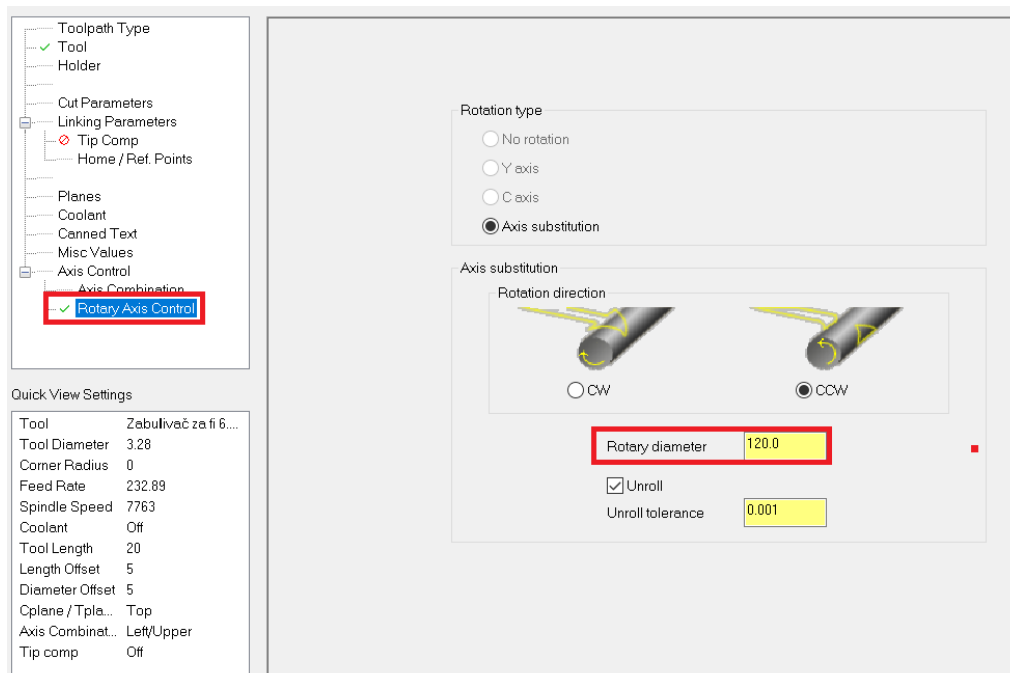 Toolpath Type
Tool
Holder
Cut Parameters
Linking Parameters
Tip Comp
Home / Ref. Points
Planes
Coolant
Canned Text
Misc Values
Axis Control
Axis Combination
Rotary Axis Control
Quick View Settings
Tool Zabulivač za fi 6....
Tool Diameter 3.28
Corner Radius 0
Feed Rate 232.89
Spindle Speed 7763
Coolant Off
Tool Length 20
Length Offset 5
Diameter Offset 5
Cplane / Tpla... Top
Axis Combinat... Left/Upper
Tip comp Off
Rotation type
No rotation
Y axis
C axis
Axis substitution
Axis substitution
Rotation direction
CW CCW
Rotary diameter 120.0
Unroll
Unroll tolerance 0.001